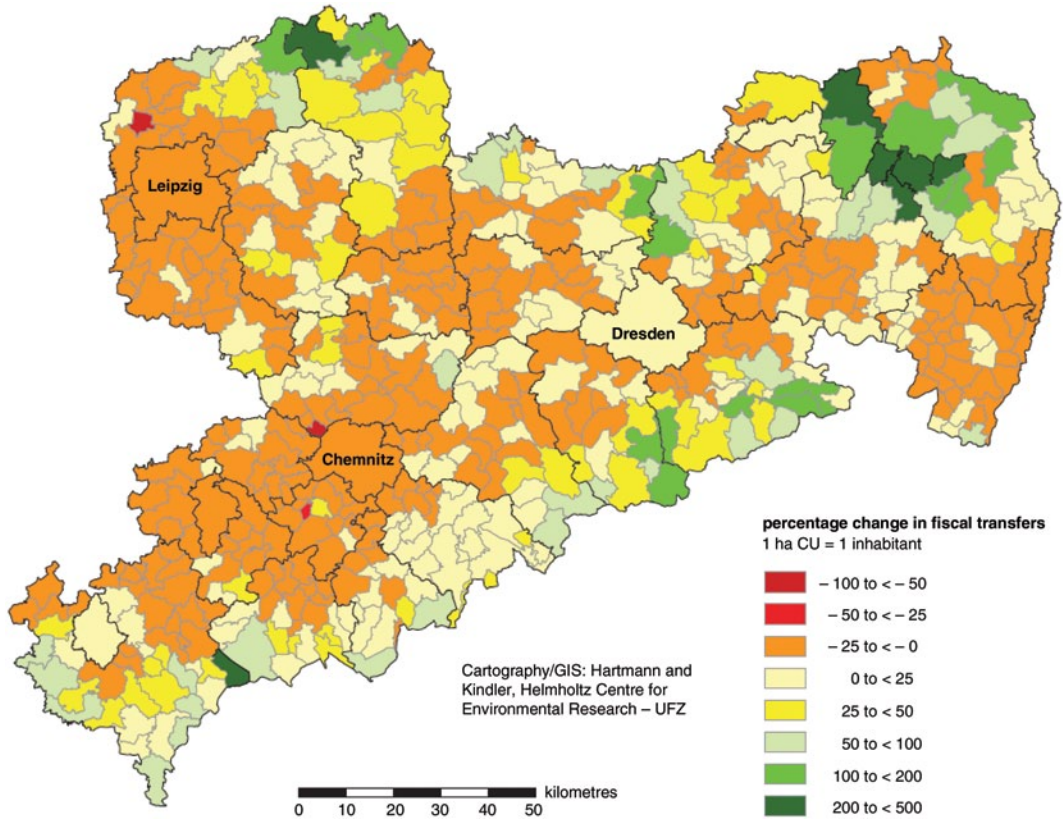 Leipzig
Dresden
Chemnitz
percentage change in fiscal transfers
1 ha CU = 1 inhabitant
– 100 to < – 50
– 50 to < – 25
– 25 to < – 0
0 to < 25
25 to < 50
50 to < 100
100 to < 200
200 to < 500
Cartography/GIS: Hartmann and
Kindler, Helmholtz Centre for
Environmental Research – UFZ
kilometres
0 10 20 30 40 50